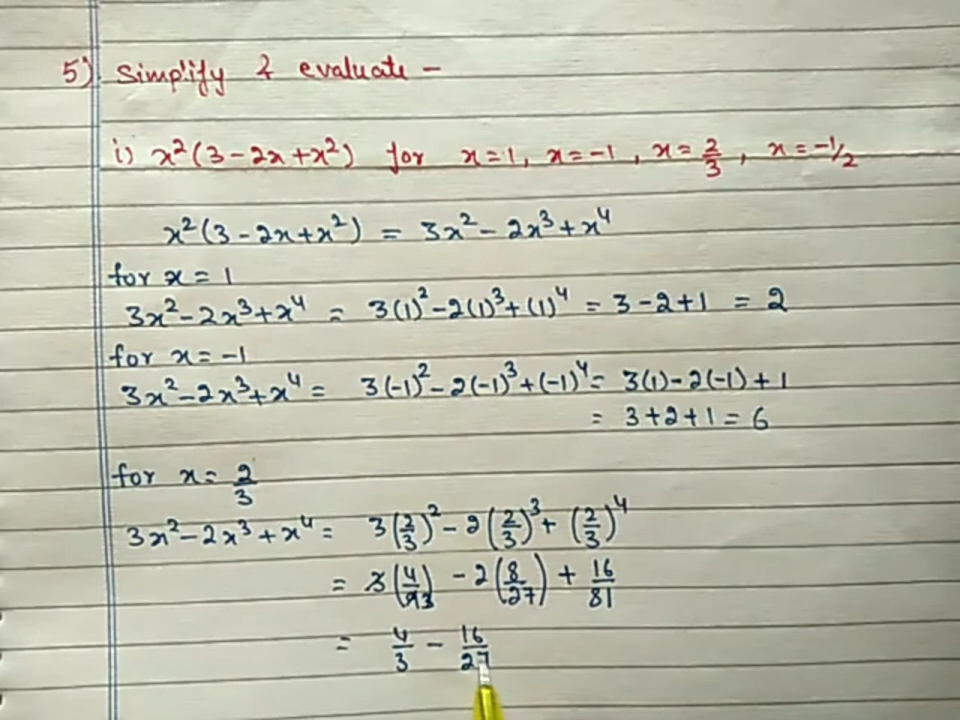 5) Simplify & evaluate -
i) x²(3-2x+x²) for x=1, x=-1, x=2/3, x=-1/2
x²(3-2x+x²) = 3x²-2x³+x⁴
for x=1
3x²-2x³+x⁴ = 3(1)²-2(1)³+(1)⁴ = 3-2+1 = 2
for x=-1
3x²-2x³+x⁴ = 3(-1)²-2(-1)³+(-1)⁴ = 3(1)-2(-1)+1
= 3+2+1 = 6
for x=2/3
3x²-2x³+x⁴ = 3(2/3)²-2(2/3)³+(2/3)⁴
= 3(4/93)-2(8/27)+16/81
= 4/3 - 16/27